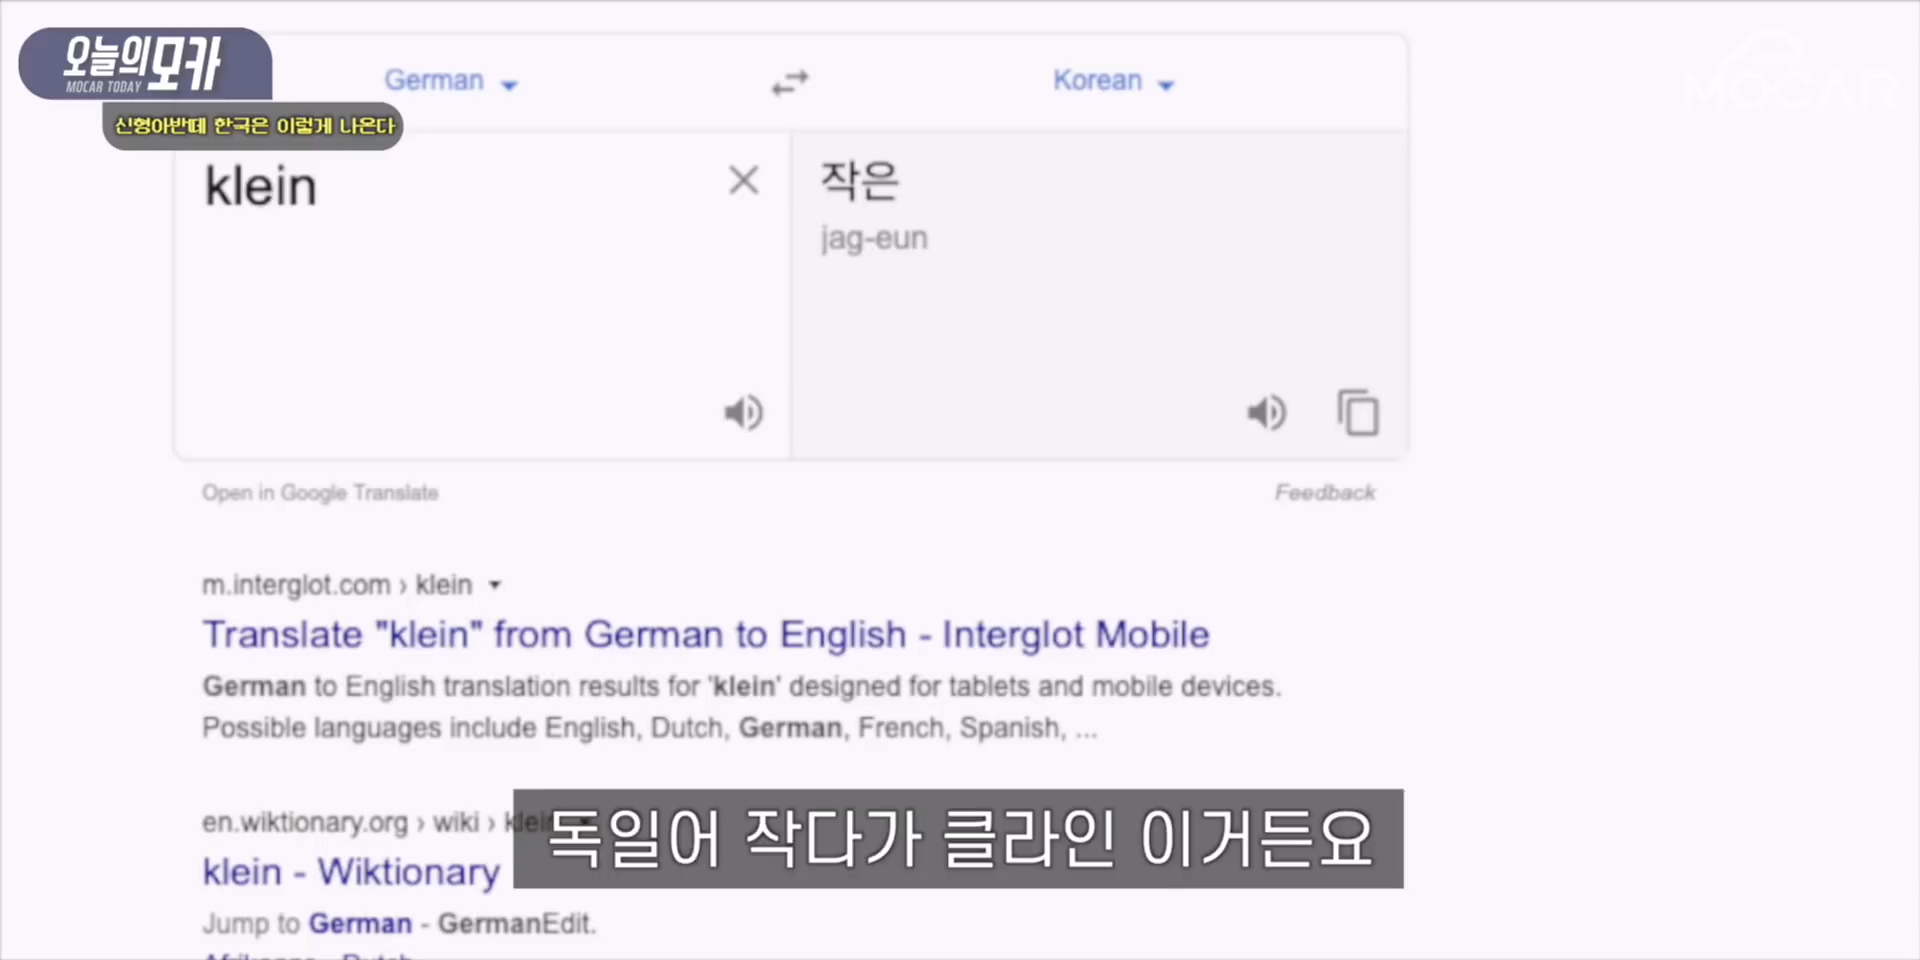 오늘의모카
MOCAR TODAY
신형아반떼 한국은 이렇게 나온다
MOCAR
German
Korean
klein
작은
jag-eun
Open in Google Translate
Feedback
m.interglot.com › klein
Translate "klein" from German to English - Interglot Mobile
German to English translation results for 'klein' designed for tablets and mobile devices.
Possible languages include English, Dutch, German, French, Spanish, ...
en.wiktionary.org › wiki › klein
klein - Wiktionary
독일어 작다가 클라인 이거든요
Jump to German - GermanEdit.